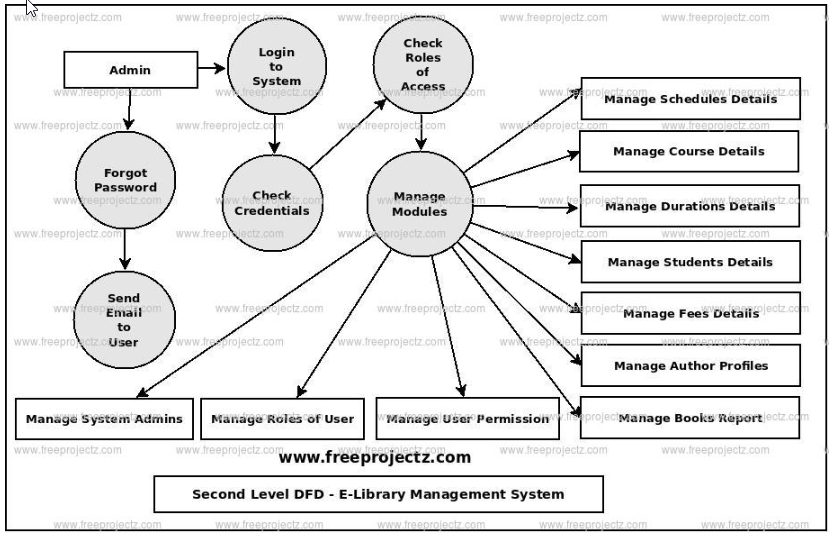 Admin
Login
to
System
Check
Roles
of
Access
Forgot
Password
Check
Credentials
Manage
Modules
Send
Email
to
User
Manage Schedules Details
Manage Course Details
Manage Durations Details
Manage Students Details
Manage Fees Details
Manage Author Profiles
Manage Books Report
Manage System Admins
Manage Roles of User
Manage User Permission
www.freeprojectz.com
Second Level DFD - E-Library Management System
www.freeprojectz.com